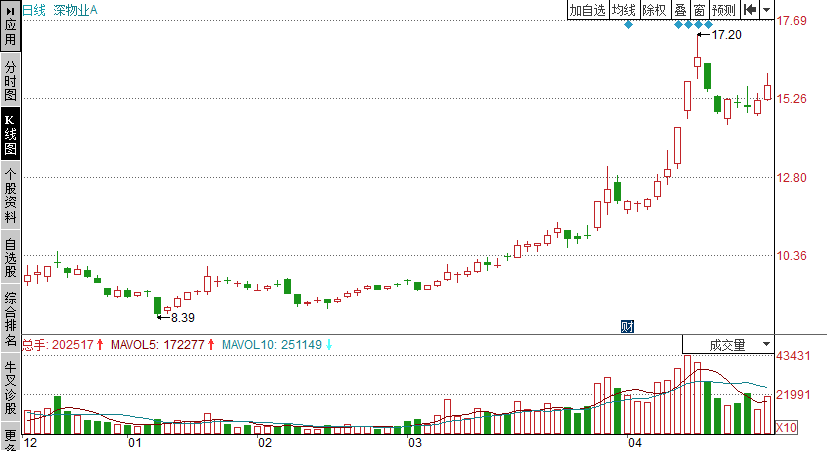 应用
分时图
K线图
个股资料
自选股
综合排名
牛叉诊股
更多
日线 深物业A
加自选 均线 除权 叠 窗 预测
17.69
17.20
15.26
12.80
10.36
8.39
财
总手: 202517 MAVOL5: 172277 MAVOL10: 251149
成交量
43431
21991
X10
12 01 02 03 04